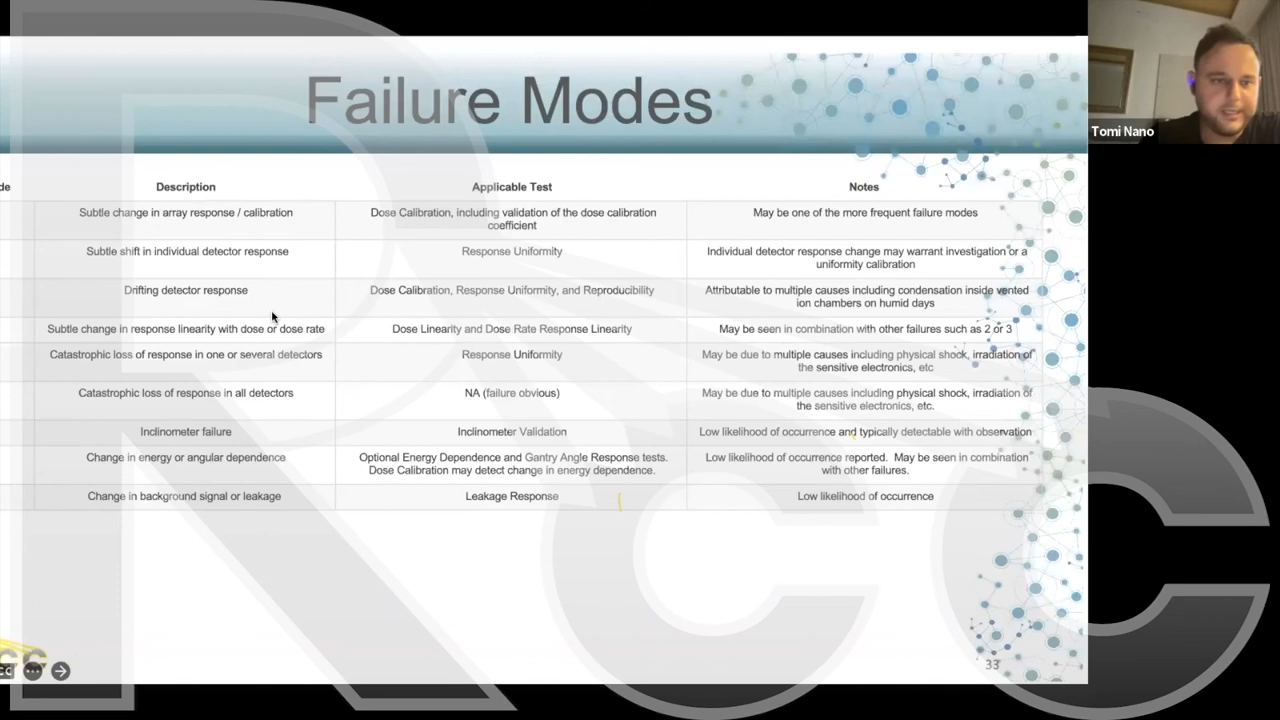 Failure Modes
Tomi Nano
de
Description
Applicable Test
Notes
Subtle change in array response / calibration
Dose Calibration, including validation of the dose calibration
coefficient
May be one of the more frequent failure modes
Subtle shift in individual detector response
Response Uniformity
Individual detector response change may warrant investigation or a
uniformity calibration
Drifting detector response
Dose Calibration, Response Uniformity, and Reproducibility
Attributable to multiple causes including condensation inside vented
ion chambers on humid days
Subtle change in response linearity with dose or dose rate
Dose Linearity and Dose Rate Response Linearity
May be seen in combination with other failures such as 2 or 3
Catastrophic loss of response in one or several detectors
Response Uniformity
May be due to multiple causes including physical shock, irradiation of
the sensitive electronics, etc
Catastrophic loss of response in all detectors
NA (failure obvious)
May be due to multiple causes including physical shock, irradiation of
the sensitive electronics, etc.
Inclinometer failure
Inclinometer Validation
Low likelihood of occurrence and typically detectable with observation
Change in energy or angular dependence
Optional Energy Dependence and Gantry Angle Response tests.
Dose Calibration may detect change in energy dependence.
Low likelihood of occurrence reported. May be seen in combination
with other failures.
Change in background signal or leakage
Leakage Response
Low likelihood of occurrence
33
RCC